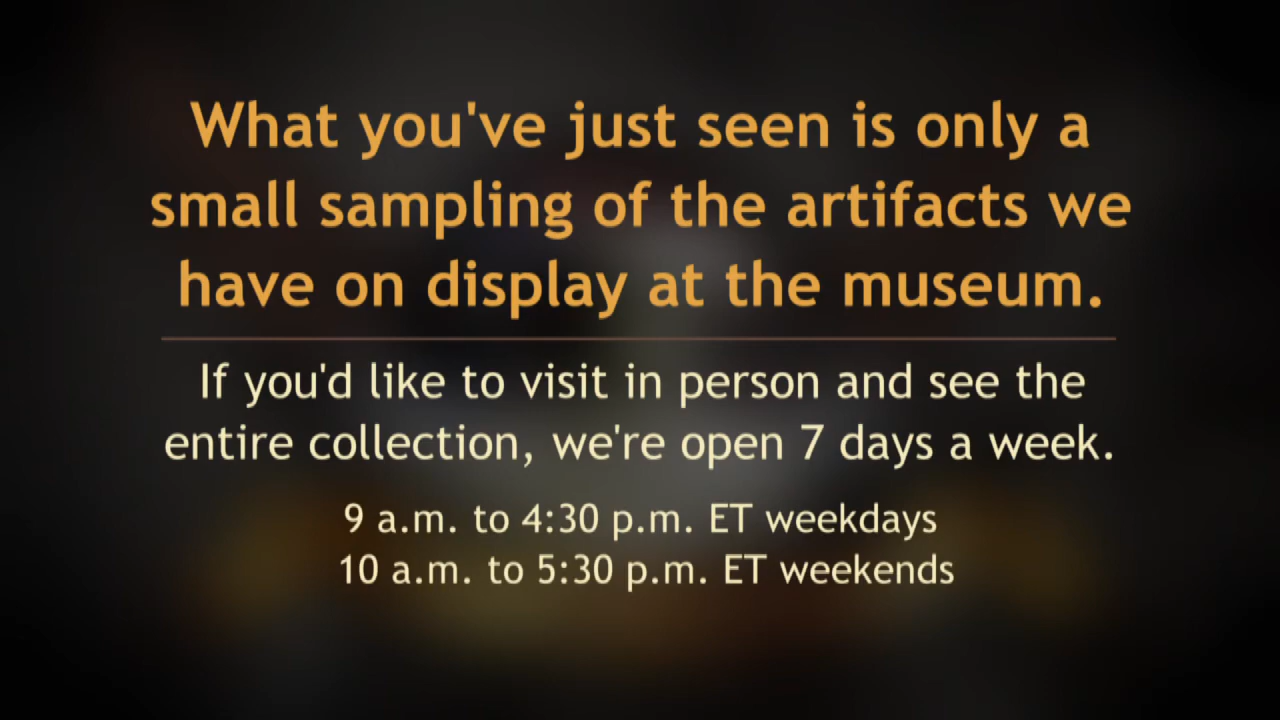 What you've just seen is only a
small sampling of the artifacts we
have on display at the museum.
If you'd like to visit in person and see the
entire collection, we're open 7 days a week.
9 a.m. to 4:30 p.m. ET weekdays
10 a.m. to 5:30 p.m. ET weekends